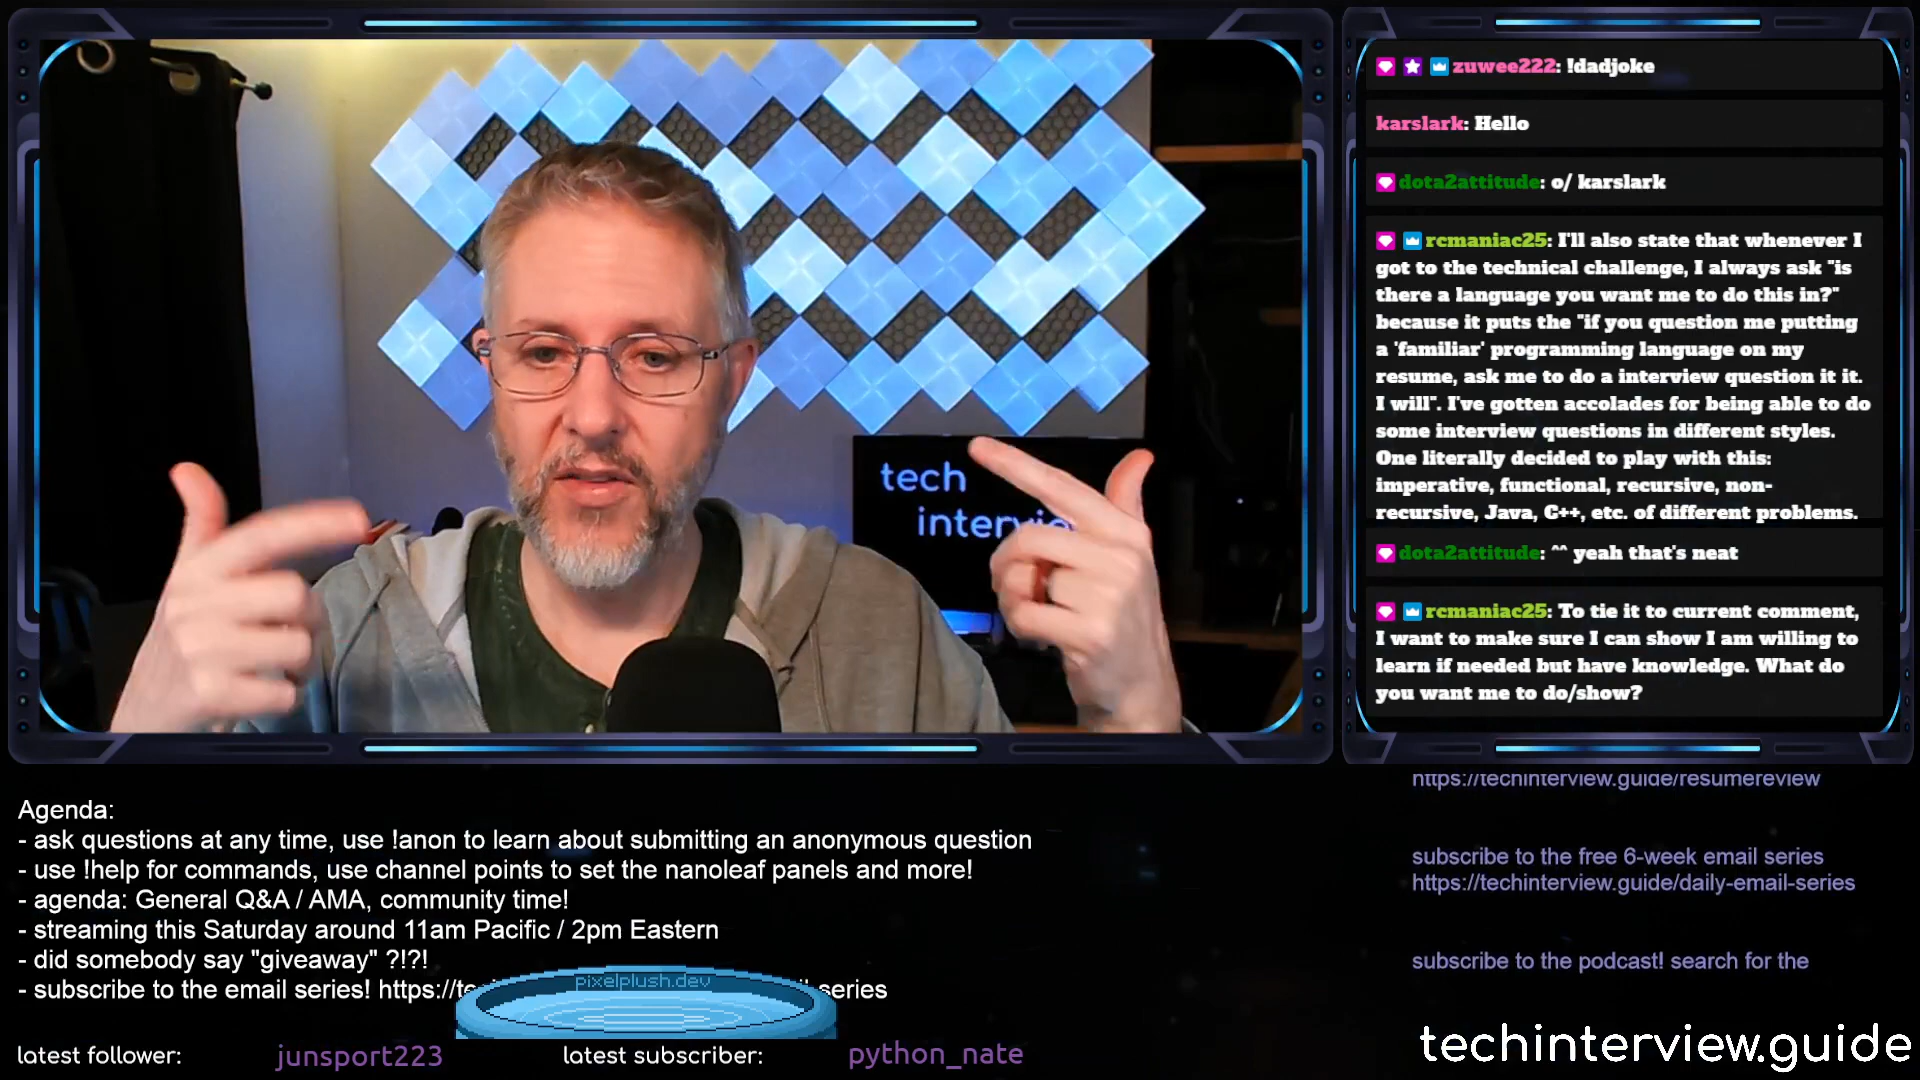 zuwee222: !dadjoke
karslark: Hello
dota2attitude: o/ karslark
rcmaniac25: I'll also state that whenever I
got to the technical challenge, I always ask "is
there a language you want me to do this in?"
because it puts the "if you question me putting
a 'familiar' programming language on my
resume, ask me to do a interview question it it.
I will". I've gotten accolades for being able to do
some interview questions in different styles.
One literally decided to play with this:
imperative, functional, recursive, non-
recursive, Java, C++, etc. of different problems.
dota2attitude: ^^ yeah that's neat
rcmaniac25: To tie it to current comment,
I want to make sure I can show I am willing to
learn if needed but have knowledge. What do
you want me to do/show?
tech
intervie
Agenda:
- ask questions at any time, use !anon to learn about submitting an anonymous question
- use !help for commands, use channel points to set the nanoleaf panels and more!
- agenda: General Q&A / AMA, community time!
- streaming this Saturday around 11am Pacific / 2pm Eastern
- did somebody say "giveaway" ?!?!
- subscribe to the email series! https://te series
pixelplush.dev
latest follower: junsport223 latest subscriber: python_nate
https://techinterview.guide/resumereview
subscribe to the free 6-week email series
https://techinterview.guide/daily-email-series
subscribe to the podcast! search for the
techinterview.guide